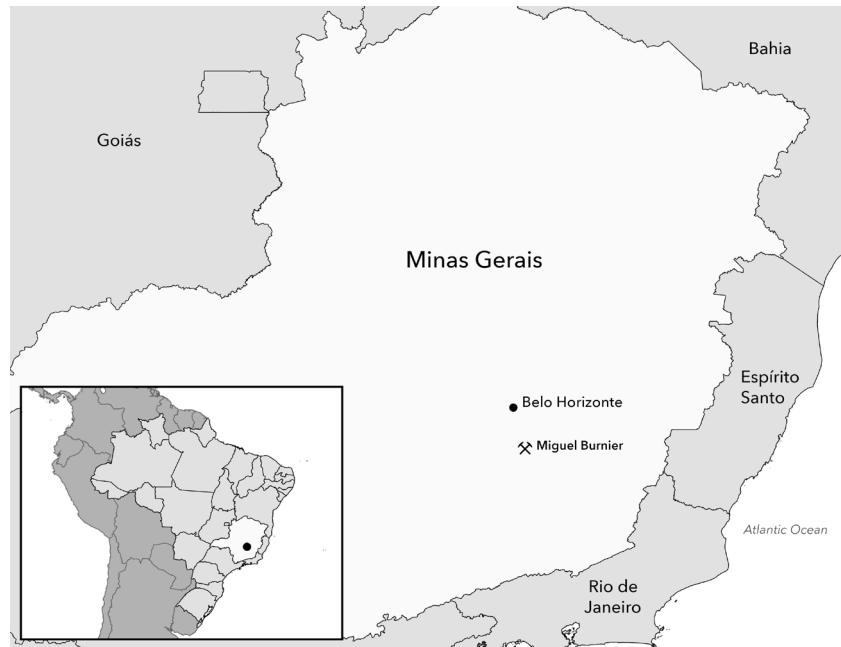 Bahia
Goiás
Minas Gerais
Espírito
Santo
Belo Horizonte
Miguel Burnier
Atlantic Ocean
Rio de
Janeiro